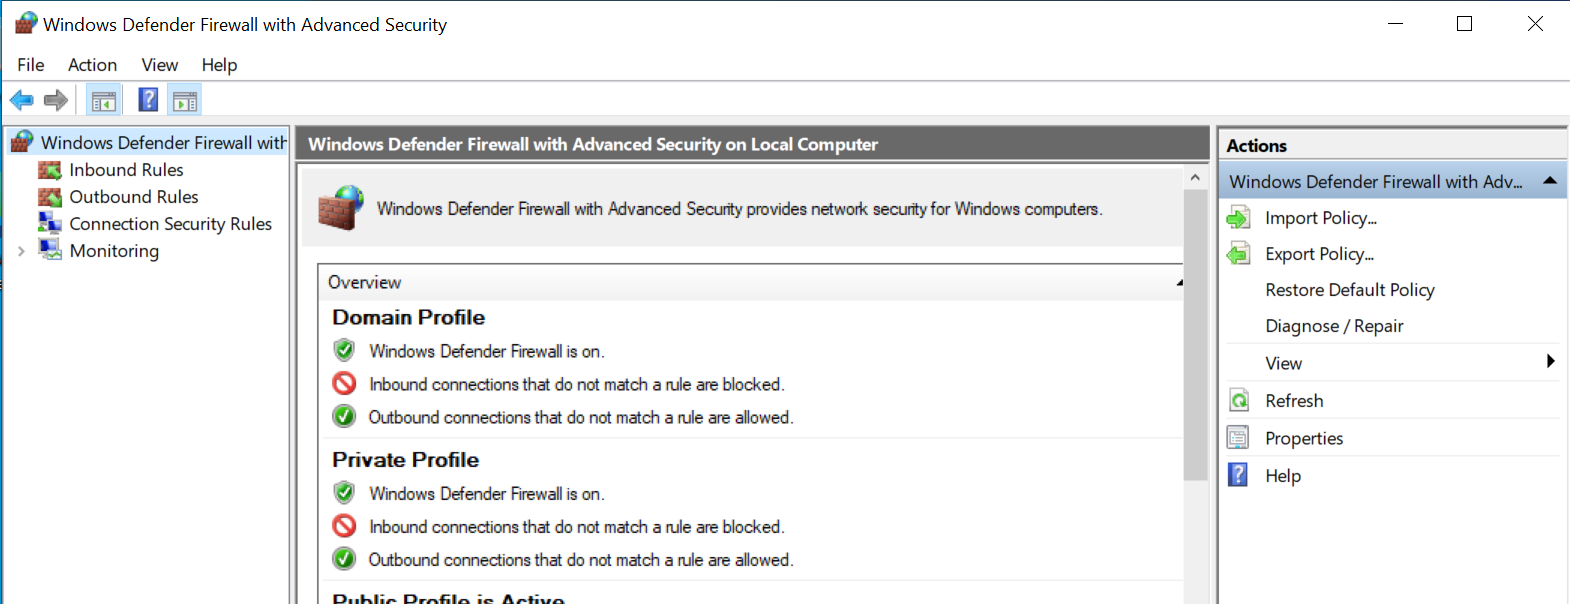 Windows Defender Firewall with Advanced Security
File Action View Help
Windows Defender Firewall with
Inbound Rules
Outbound Rules
Connection Security Rules
Monitoring
Windows Defender Firewall with Advanced Security on Local Computer
Windows Defender Firewall with Advanced Security provides network security for Windows computers.
Overview
Domain Profile
Windows Defender Firewall is on.
Inbound connections that do not match a rule are blocked.
Outbound connections that do not match a rule are allowed.
Private Profile
Windows Defender Firewall is on.
Inbound connections that do not match a rule are blocked.
Outbound connections that do not match a rule are allowed.
Public Profile is Active
Actions
Windows Defender Firewall with Adv...
Import Policy...
Export Policy...
Restore Default Policy
Diagnose / Repair
View
Refresh
Properties
Help